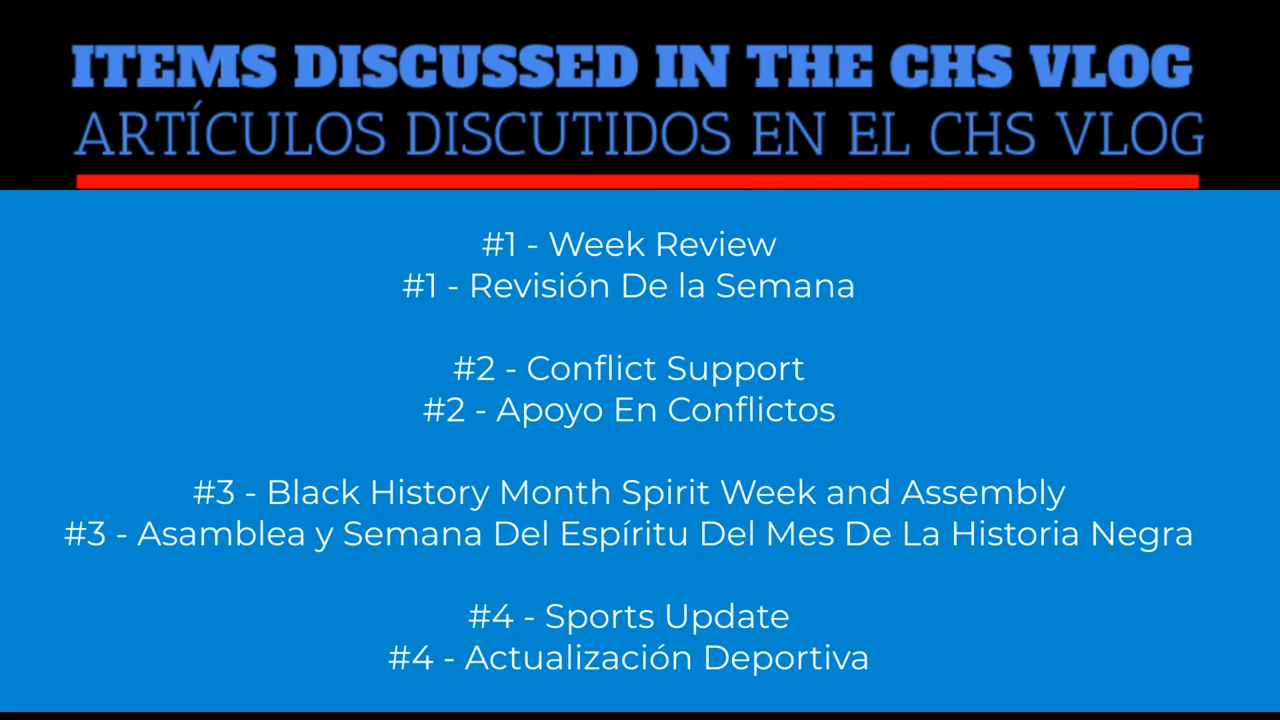 ITEMS DISCUSSED IN THE CHS VLOG
ARTÍCULOS DISCUTIDOS EN EL CHS VLOG
#1 - Week Review
#1 - Revisión De la Semana
#2 - Conflict Support
#2 - Apoyo En Conflictos
#3 - Black History Month Spirit Week and Assembly
#3 - Asamblea y Semana Del Espíritu Del Mes De La Historia Negra
#4 - Sports Update
#4 - Actualización Deportiva